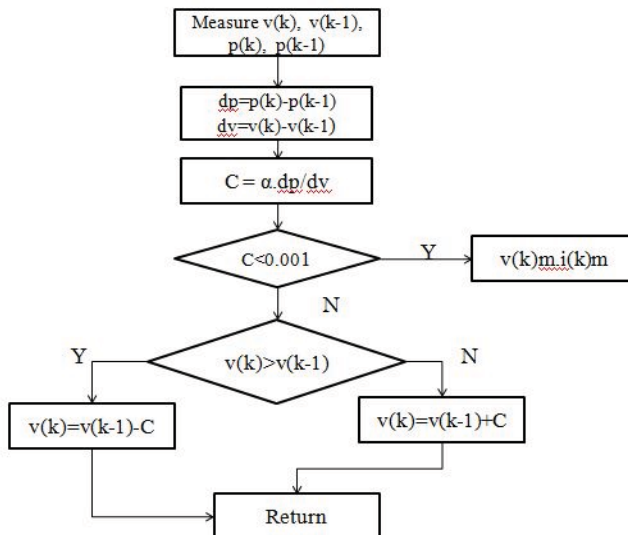 Measure v(k), v(k-1),
p(k), p(k-1)
dp=p(k)-p(k-1)
dv=v(k)-v(k-1)
C = α.dp/dv
C<0.001
Y
v(k)m.i(k)m
N
v(k)>v(k-1)
Y
N
v(k)=v(k-1)-C
v(k)=v(k-1)+C
Return